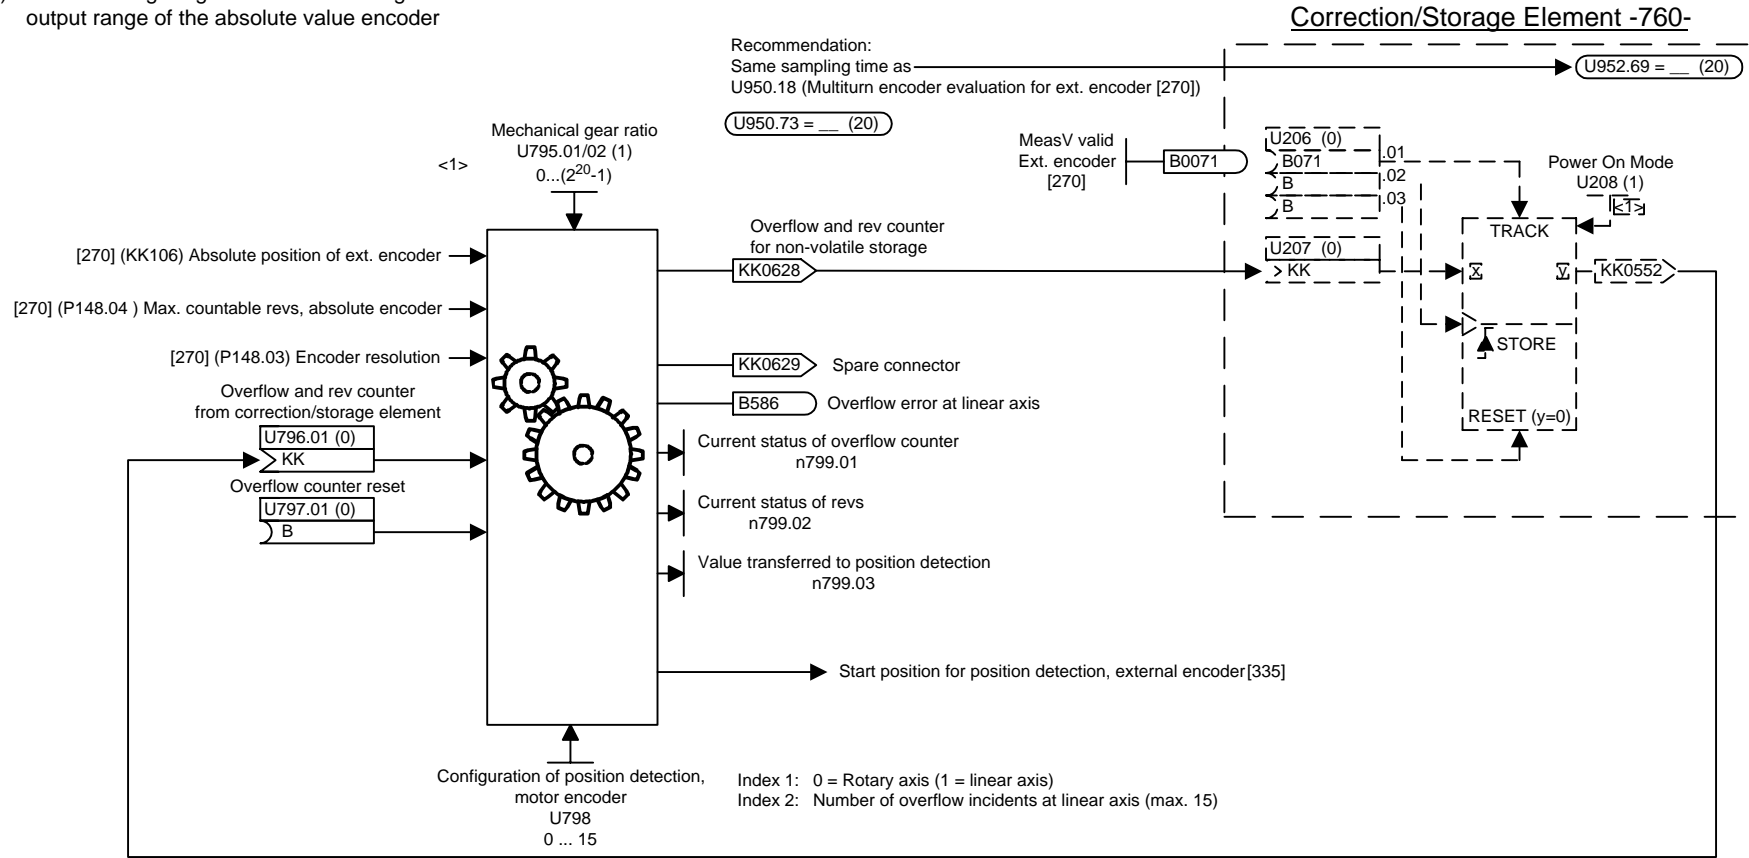 output range of the absolute value encoder
Correction/Storage Element -760-
Recommendation:
Same sampling time as
U950.18 (Multiturn encoder evaluation for ext. encoder [270])
U952.69 = __ (20)
U950.73 = __ (20)
Mechanical gear ratio
U795.01/02 (1)
0...(2^20-1)
<1>
MeasV valid
Ext. encoder
[270]
B0071
U206 (0)
B071
B
B
.01
.02
.03
Power On Mode
U208 (1)
<1>
TRACK
[270] (KK106) Absolute position of ext. encoder
Overflow and rev counter
for non-volatile storage
KK0628
U207 (0)
KK
x
y
KK0552
[270] (P148.04 ) Max. countable revs, absolute encoder
STORE
[270] (P148.03) Encoder resolution
KK0629
Spare connector
Overflow and rev counter
from correction/storage element
B586
Overflow error at linear axis
RESET (y=0)
U796.01 (0)
KK
Current status of overflow counter
n799.01
Overflow counter reset
U797.01 (0)
B
Current status of revs
n799.02
Value transferred to position detection
n799.03
Start position for position detection, external encoder[335]
Configuration of position detection,
motor encoder
U798
0 ... 15
Index 1: 0 = Rotary axis (1 = linear axis)
Index 2: Number of overflow incidents at linear axis (max. 15)